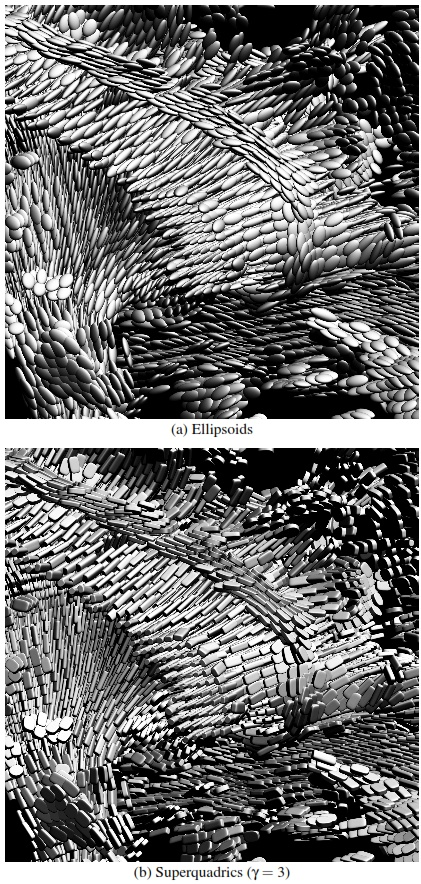 (a) Ellipsoids
(b) Superquadrics (γ = 3)